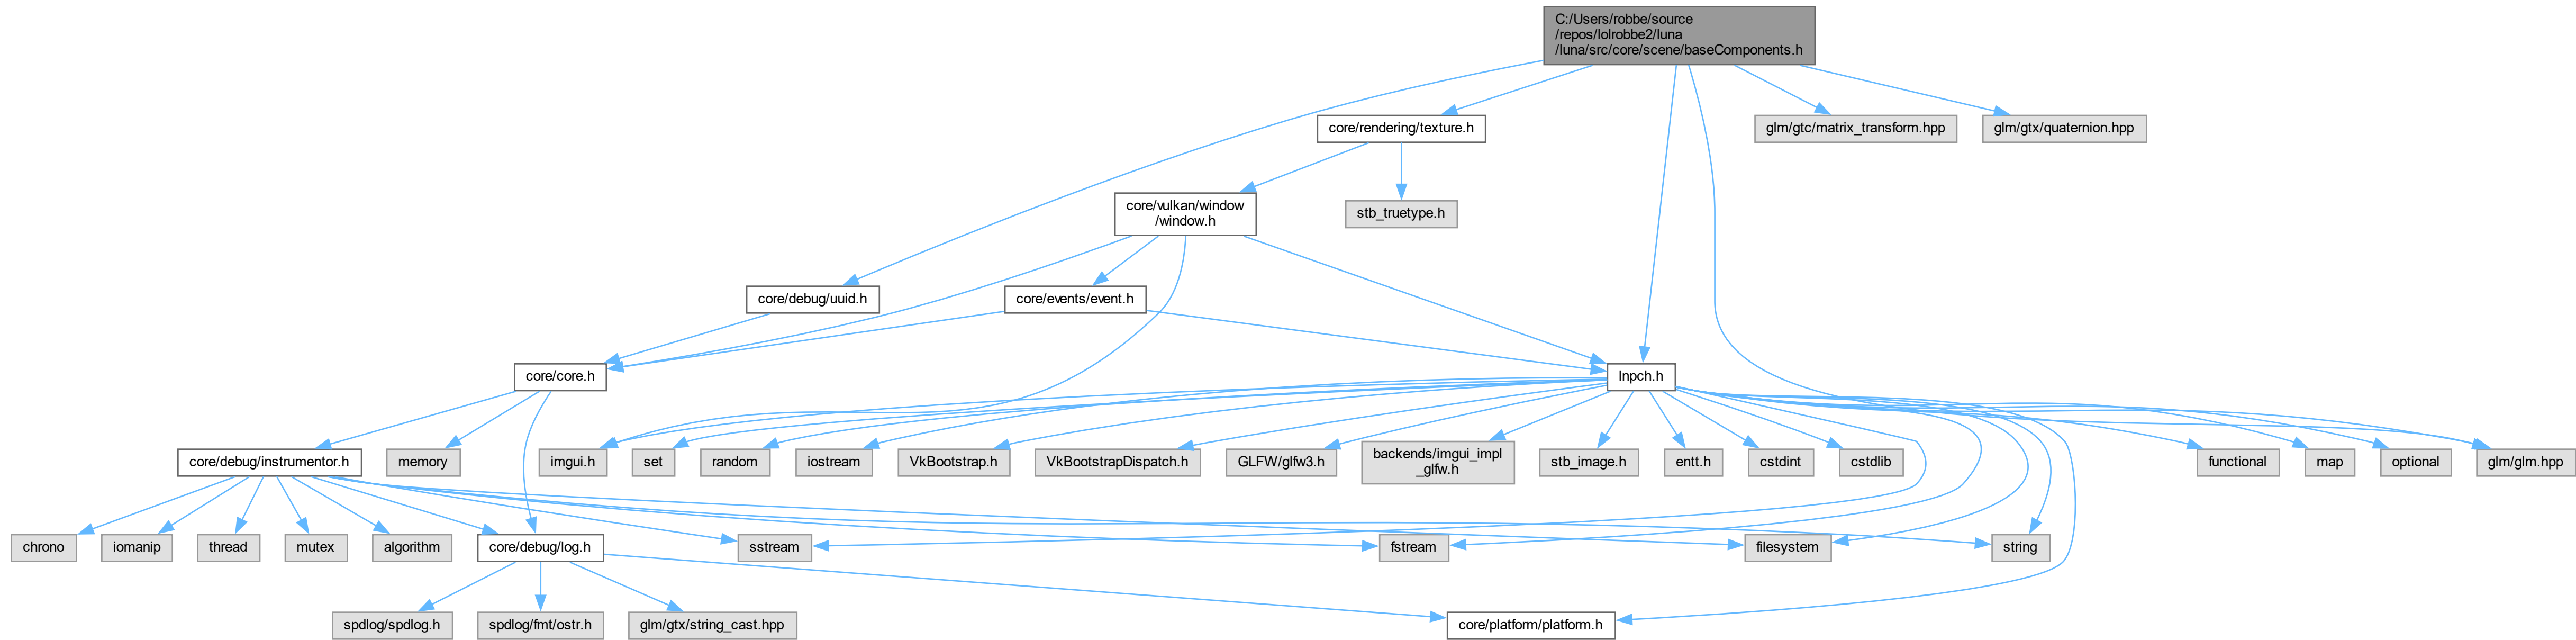 C:/Users/robbe/source
/repos/lolrobbe2/luna
/luna/src/core/scene/baseComponents.h
core/rendering/texture.h
glm/gtc/matrix_transform.hpp
glm/gtx/quaternion.hpp
core/vulkan/window
/window.h
stb_truetype.h
core/debug/uuid.h
core/events/event.h
core/core.h
lnpch.h
core/debug/instrumentor.h
memory
imgui.h
set
random
iostream
VkBootstrap.h
VkBootstrapDispatch.h
GLFW/glfw3.h
backends/imgui_impl
_glfw.h
stb_image.h
entt.h
cstdint
cstdlib
functional
map
optional
glm/glm.hpp
chrono
iomanip
thread
mutex
algorithm
core/debug/log.h
sstream
fstream
filesystem
string
spdlog/spdlog.h
spdlog/fmt/ostr.h
glm/gtx/string_cast.hpp
core/platform/platform.h